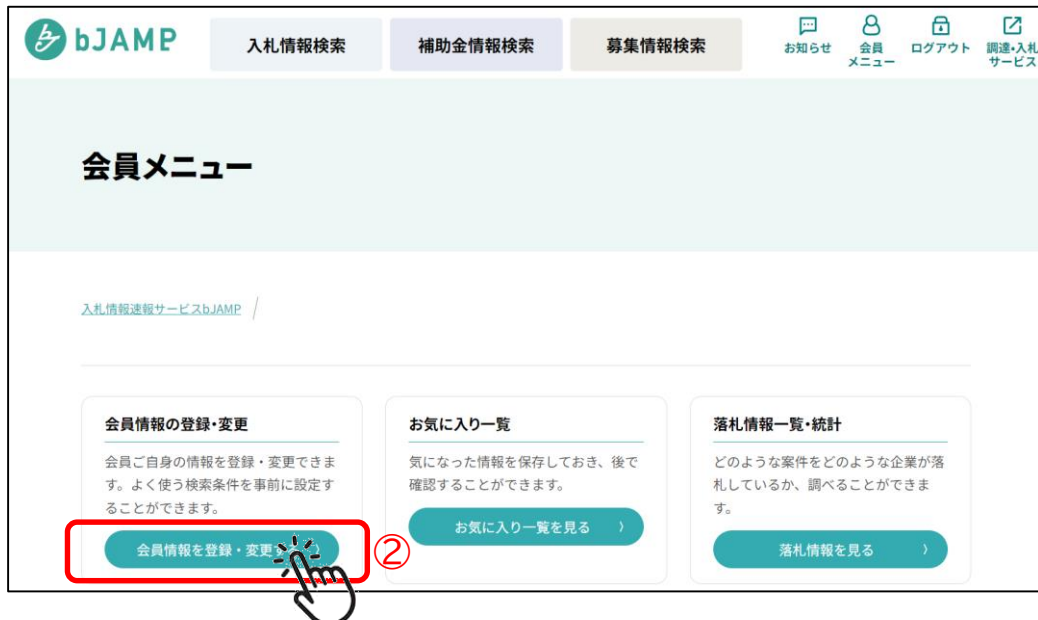 bJAMP
入札情報検索
補助金情報検索
募集情報検索
お知らせ
会員
メニュー
ログアウト
調達・入札
サービス
会員メニュー
入札情報速報サービスbJAMP /
会員情報の登録・変更
会員ご自身の情報を登録・変更できま
す。よく使う検索条件を事前に設定す
ることができます。
会員情報を登録・変更す
②
お気に入り一覧
気になった情報を保存しておき、後で
確認することができます。
お気に入り一覧を見る 〉
落札情報一覧・統計
どのような案件をどのような企業が落
札しているか、調べることができま
す。
落札情報を見る 〉